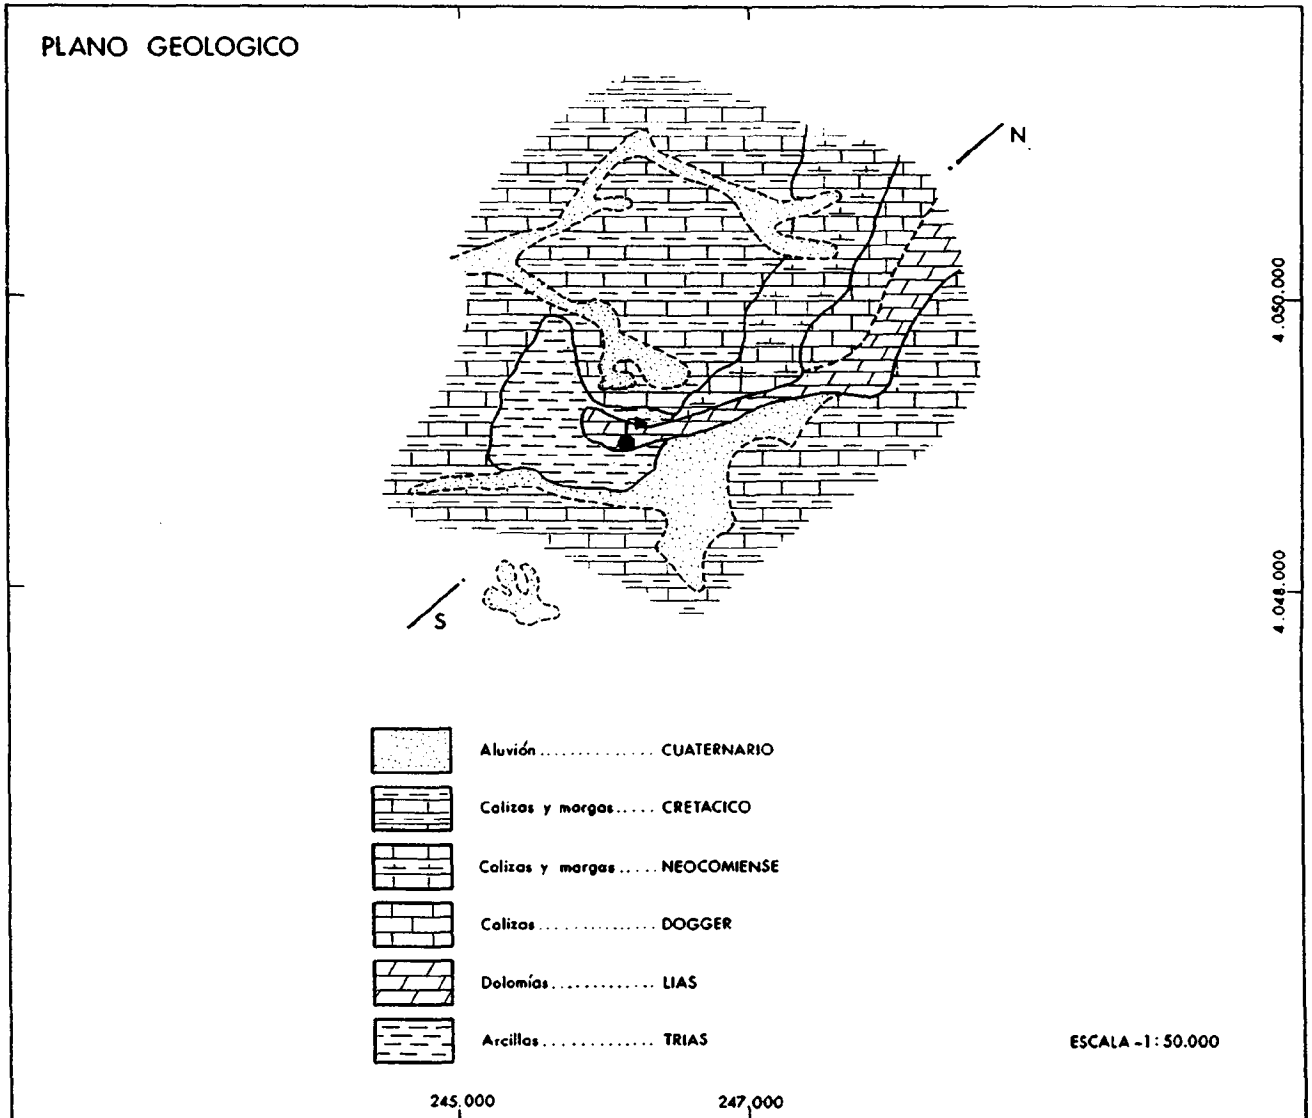 PLANO GEOLOGICO
N
4.050.000
4.048.000
S
Aluvión ............. CUATERNARIO
Calizas y margas ..... CRETACICO
Calizas y margas ..... NEOCOMIENSE
Calizas .............. DOGGER
Dolomías ............. LIAS
Arcillas ............. TRIAS
ESCALA -1:50.000
245.000
247.000